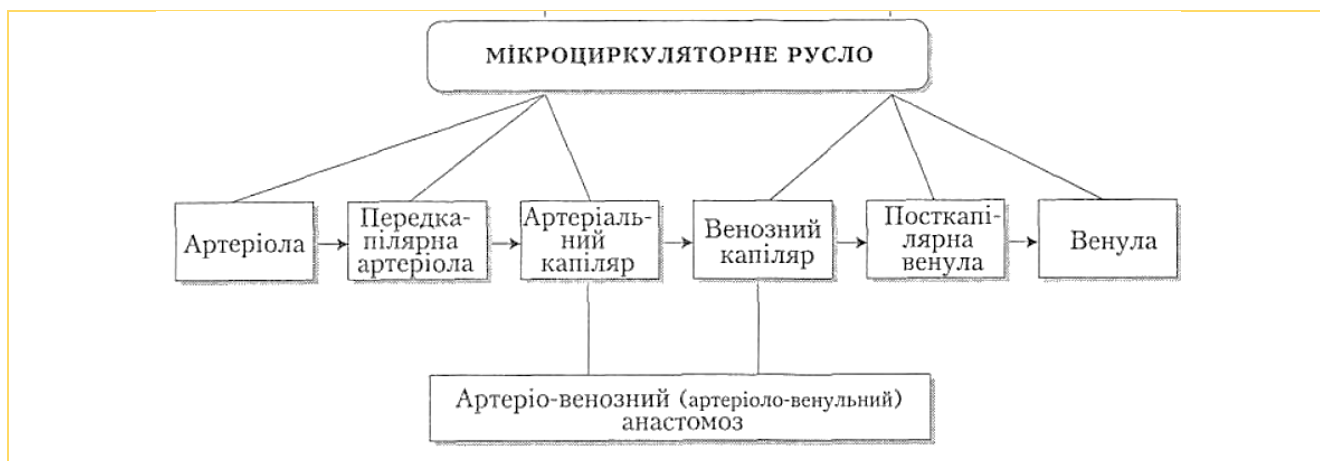 МІКРОЦИРКУЛЯТОРНЕ РУСЛО
Артеріола
Передка-
пілярна
артеріола
Артеріаль-
ний
капіляр
Венозний
капіляр
Посткапі-
лярна
венула
Венула
Артеріо-венозний (артеріоло-венульний)
анастомоз